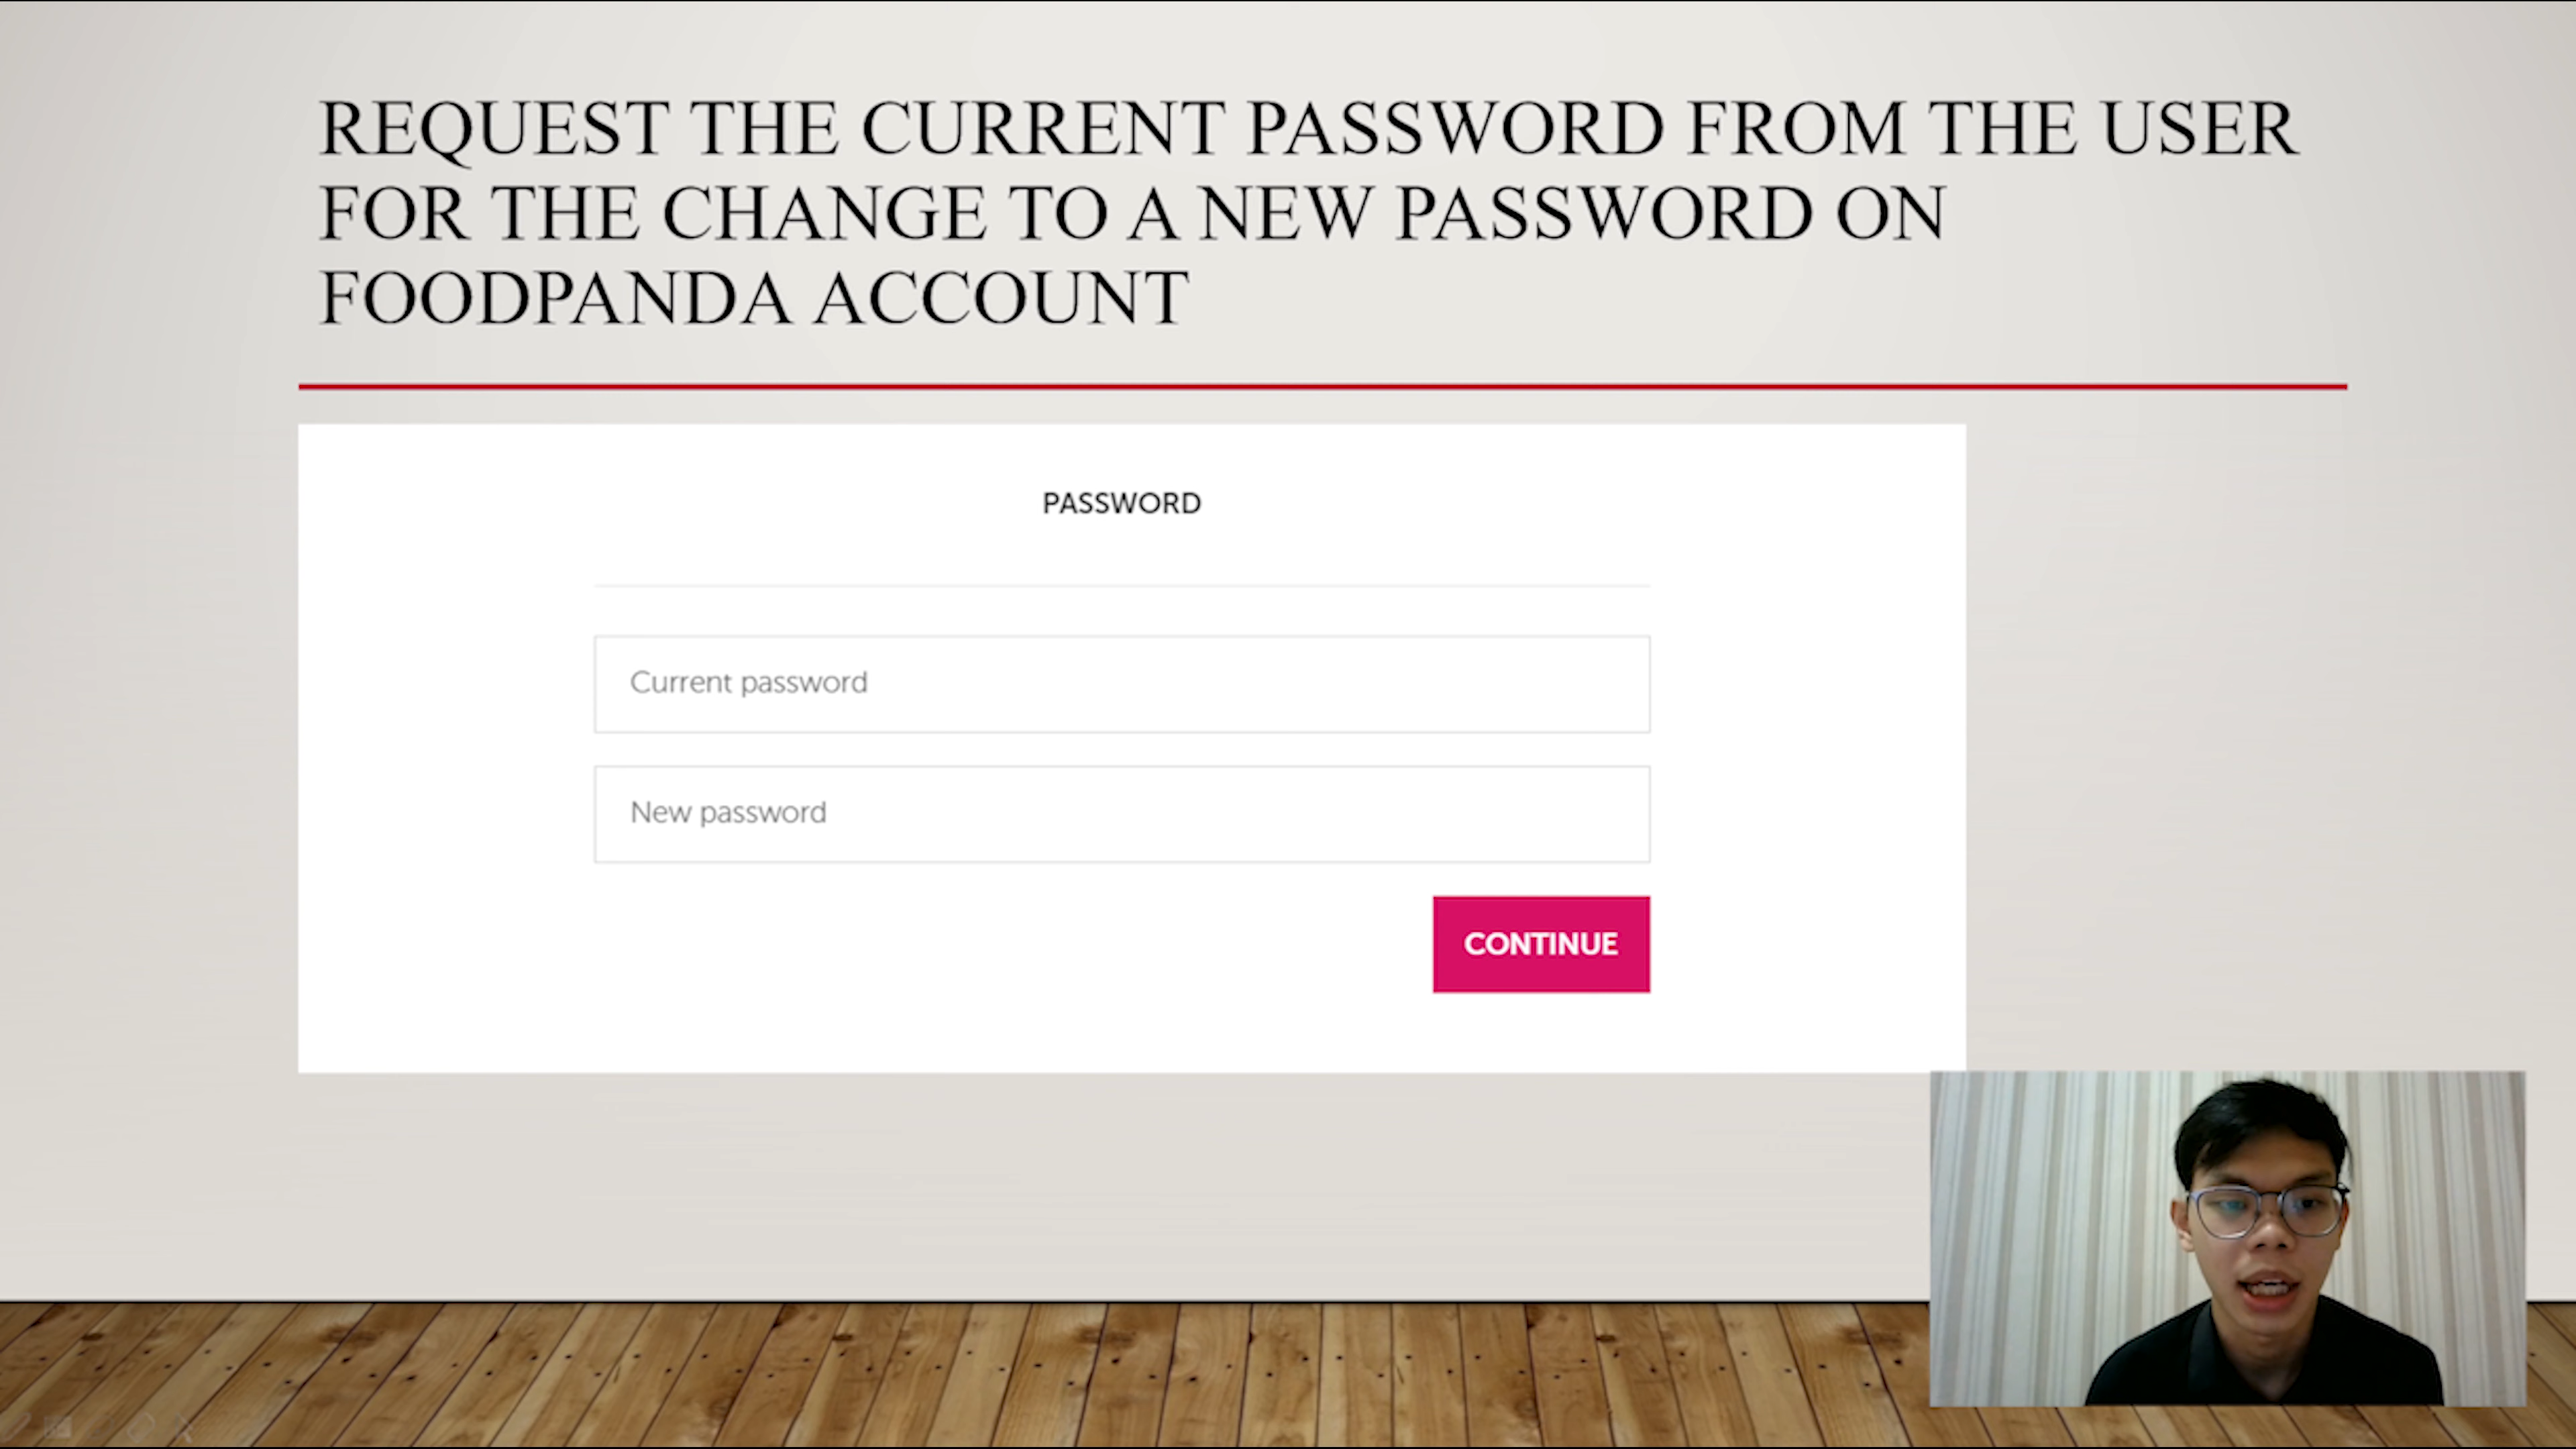 REQUEST THE CURRENT PASSWORD FROM THE USER
FOR THE CHANGE TO A NEW PASSWORD ON
FOODPANDA ACCOUNT
PASSWORD
Current password
New password
CONTINUE